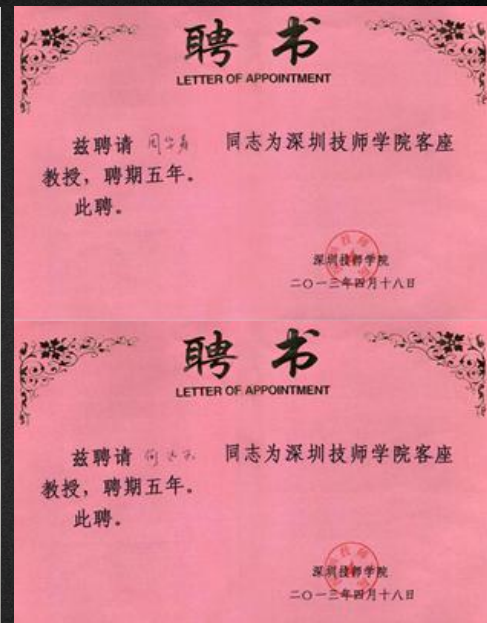 聘 书
LETTER OF APPOINTMENT
兹聘请 同志为深圳技师学院客座
教授，聘期五年。
此聘。
深圳技师学院
二〇一三年四月十八日
聘 书
LETTER OF APPOINTMENT
兹聘请 同志为深圳技师学院客座
教授，聘期五年。
此聘。
深圳技师学院
二〇一三年四月十八日